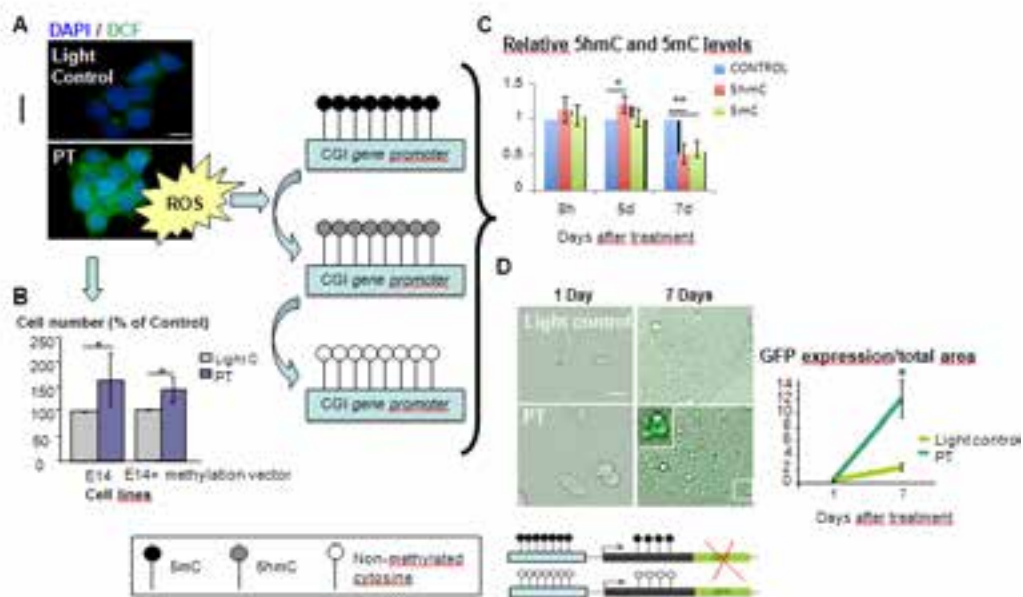 A
DAPI / DCF
Light
Control
PT
ROS
CGI gene promoter
CGI gene promoter
CGI gene promoter
B
Cell number (% of Control)
250
200
150
100
50
0
Light C
PT
E14
E14+ methylation vector
Cell lines
C
Relative 5hmC and 5mC levels
1.5
1
0.5
0
CONTROL
5hmC
5mC
*
**
5d
7d
Days after treatment
D
1 Day
7 Days
Light control
PT
GFP expression/total area
14
12
10
8
6
4
2
0
*
Light control
PT
1
7
Days after treatment
5mC
5hmC
Non-methylated
cytosine